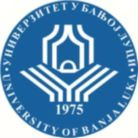 УНИВЕРЗИТЕТ У БАЊОЈ ЛУЦИ
UNIVERSITY OF BANJA LUKA
1975